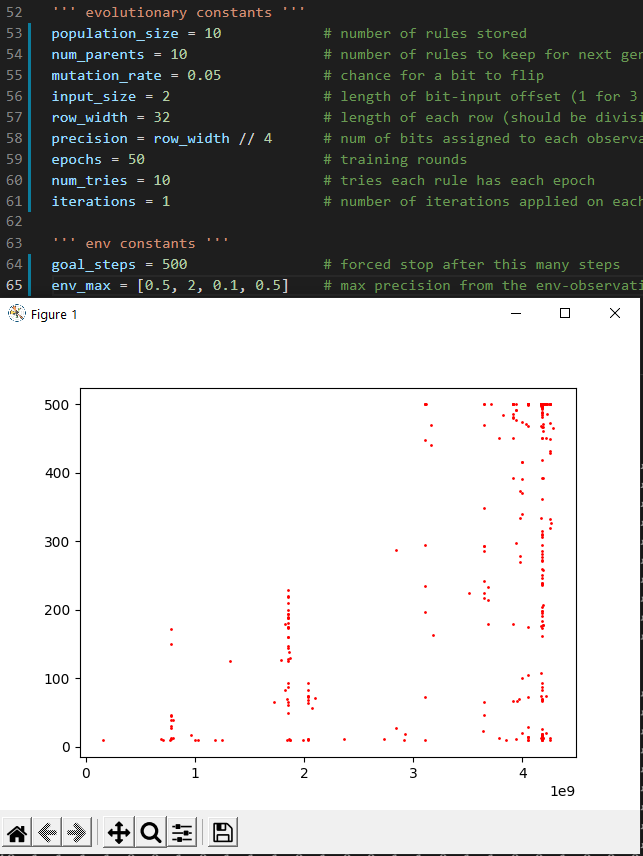 52 ''' evolutionary constants '''
53 population_size = 10 # number of rules stored
54 num_parents = 10 # number of rules to keep for next gen
55 mutation_rate = 0.05 # chance for a bit to flip
56 input_size = 2 # length of bit-input offset (1 for 3
57 row_width = 32 # length of each row (should be divisi
58 precision = row_width // 4 # num of bits assigned to each observa
59 epochs = 50 # training rounds
60 num_tries = 10 # tries each rule has each epoch
61 iterations = 1 # number of iterations applied on each
62
63 ''' env constants '''
64 goal_steps = 500 # forced stop after this many steps
65 env_max = [0.5, 2, 0.1, 0.5] # max precision from the env-observati
Figure 1
500
400
300
200
100
0
0 1 2 3 4
1e9